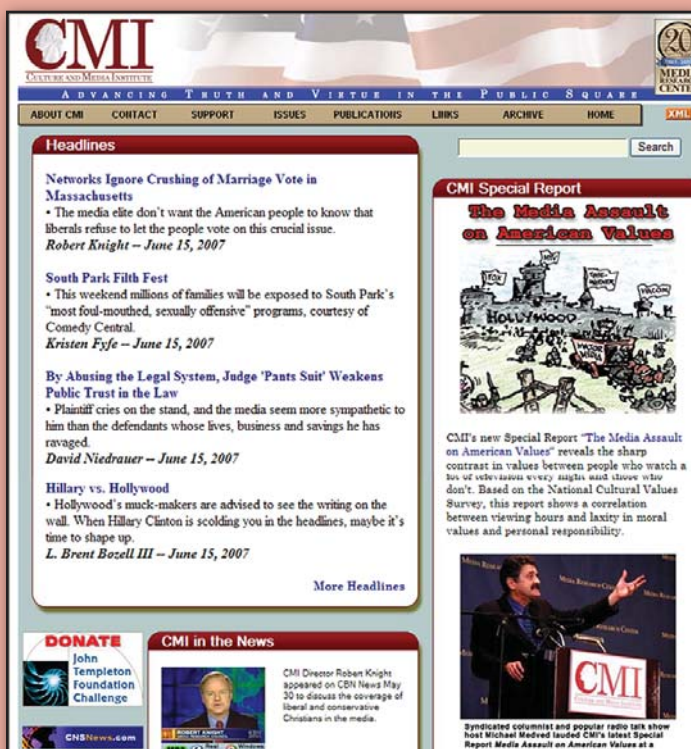 CMI
CULTURE AND MEDIA INSTITUTE
20
MEDIA
RESEARCH
CENTER
ADVANCING TRUTH AND VIRTUE IN THE PUBLIC SQUARE
ABOUT CMI CONTACT SUPPORT ISSUES PUBLICATIONS LINKS ARCHIVE HOME XML
Headlines
Networks Ignore Crushing of Marriage Vote in
Massachusetts
• The media elite don't want the American people to know that
liberals refuse to let the people vote on this crucial issue.
Robert Knight -- June 15, 2007
South Park Filth Fest
• This weekend millions of families will be exposed to South Park's
"most foul-mouthed, sexually offensive" programs, courtesy of
Comedy Central.
Kristen Fyfe -- June 15, 2007
By Abusing the Legal System, Judge 'Pants Suit' Weakens
Public Trust in the Law
• Plaintiff cries on the stand, and the media seem more sympathetic to
him than the defendants whose lives, business and savings he has
ravaged.
David Niedrauer -- June 15, 2007
Hillary vs. Hollywood
• Hollywood's muck-makers are advised to see the writing on the
wall. When Hillary Clinton is scolding you in the headlines, maybe it's
time to shape up.
L. Brent Bozell III -- June 15, 2007
More Headlines
Search
CMI Special Report
The Media Assault
on American Values
FOX
MTV
TIME-
WARNER
VIACOM
HOLLYWOOD
MAJOR
MEDIA
CMI's new Special Report "The Media Assault
on American Values" reveals the sharp
contrast in values between people who watch a
lot of television every night and those who
don't. Based on the National Cultural Values
Survey, this report shows a correlation
between viewing hours and laxity in moral
values and personal responsibility.
MEDIA RESEARCH CENTER
CMI
Syndicated columnist and popular radio talk show
host Michael Medved lauded CMI's latest Special
Report Media Assault on American Values at a
DONATE
John
Templeton
Foundation
Challenge
CNSNews.com
CMI in the News
ROBERT KNIGHT
Real
Windows
CMI Director Robert Knight
appeared on CBN News May
30 to discuss the coverage of
liberal and conservative
Christians in the media.